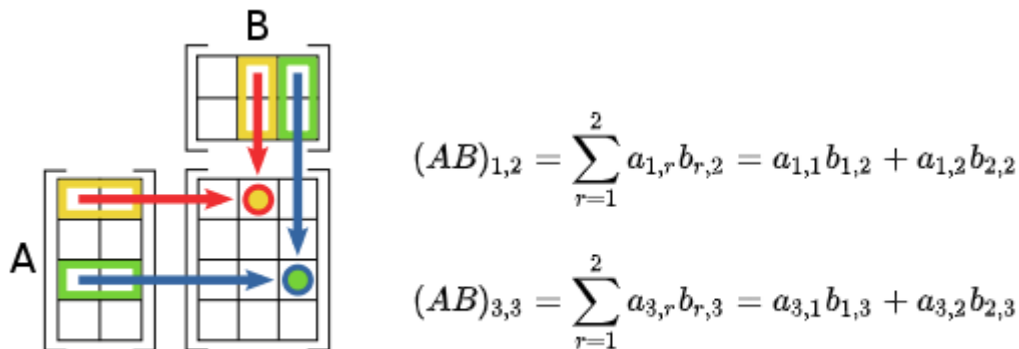 B
A
(AB)_{1,2} = \sum_{r=1}^{2} a_{1,r}b_{r,2} = a_{1,1}b_{1,2} + a_{1,2}b_{2,2}
(AB)_{3,3} = \sum_{r=1}^{2} a_{3,r}b_{r,3} = a_{3,1}b_{1,3} + a_{3,2}b_{2,3}